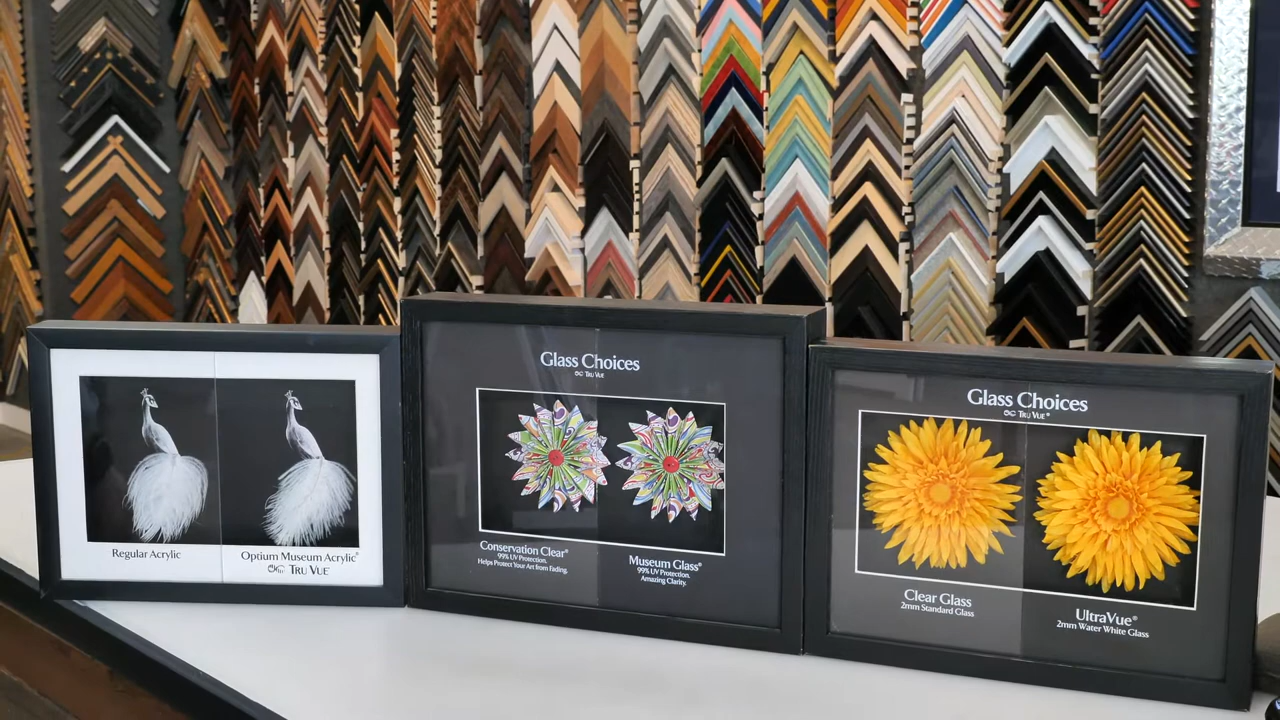 Regular Acrylic
Optium Museum Acrylic®
TRU VUE®
Glass Choices
TRU VUE®
Conservation Clear®
99% UV Protection.
Helps Protect Your Art from Fading.
Museum Glass®
99% UV Protection.
Amazing Clarity.
Glass Choices
TRU VUE®
Clear Glass
2mm Standard Glass
UltraVue®
2mm Water White Glass